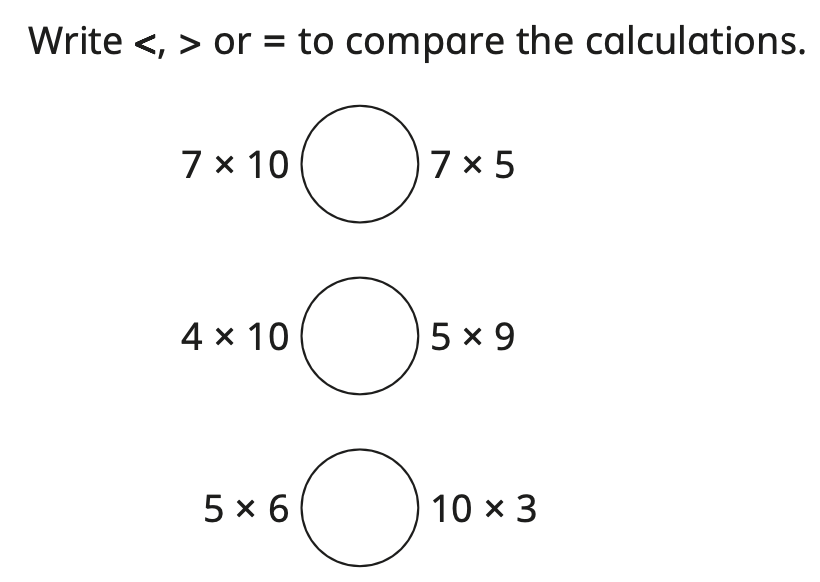 Write <, > or = to compare the calculations.
7 × 10 7 × 5
4 × 10 5 × 9
5 × 6 10 × 3